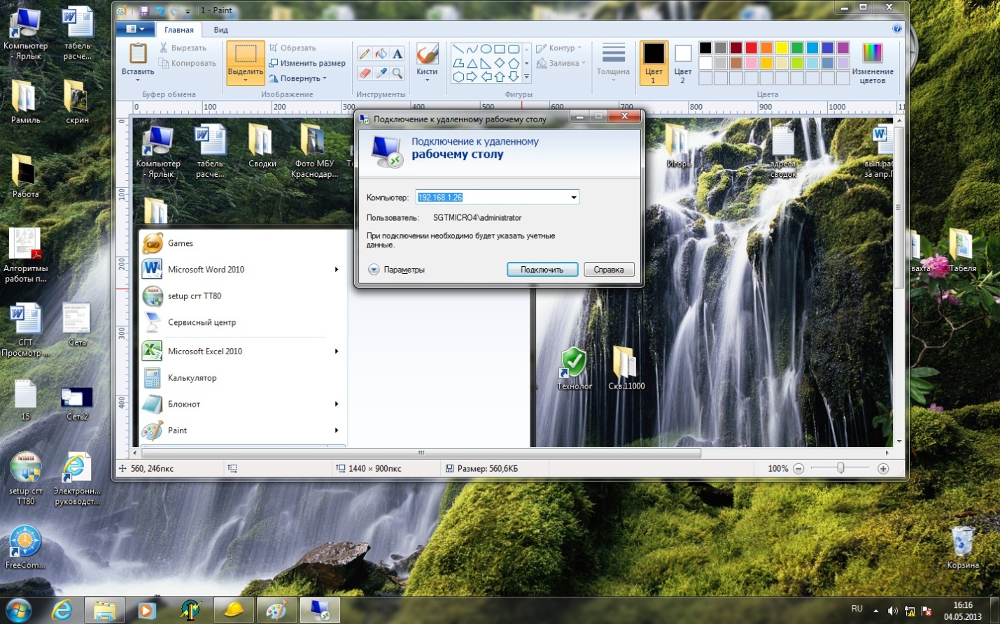 1 - Paint
Главная
Вид
Вставить
Вырезать
Копировать
Буфер обмена
Выделить
Обрезать
Изменить размер
Повернуть
Изображение
Инструменты
Кисти
Фигуры
Контур
Заливка
Толщина
Цвет
1
Цвет
2
Изменение
цветов
Цвета
0
100
200
300
400
500
600
700
800
900
1000
0
100
200
300
400
Компьютер
- Ярлык
табель
расче...
Рамиль
скрин
Работа
Алгоритмы
работы п...
СГТ
Просмотр ...
Сеть
15
Сеть2
setup сгт
ТТ80
Электронн...
руководст...
FreeCom...
Компьютер
- Ярлык
табель
расче...
Сводки
Фото МБУ
Краснодар...
Игорь
адреса
сводок
вып.раб
за апр.Г
Games
Microsoft Word 2010
setup сгт ТТ80
Сервисный центр
Microsoft Excel 2010
Калькулятор
Блокнот
Paint
Подключение к удаленному рабочему столу
Подключение к удаленному
рабочему столу
Компьютер:
192.168.1.26
Пользователь:
SGTMICRO4\administrator
При подключении необходимо будет указать учетные
данные.
Параметры
Подключить
Справка
Технолог
Скв.11000
вахта
Табеля
560, 246пкс
1440 × 900пкс
Размер: 560,6КБ
100%
Корзина
RU
16:16
04.05.2013